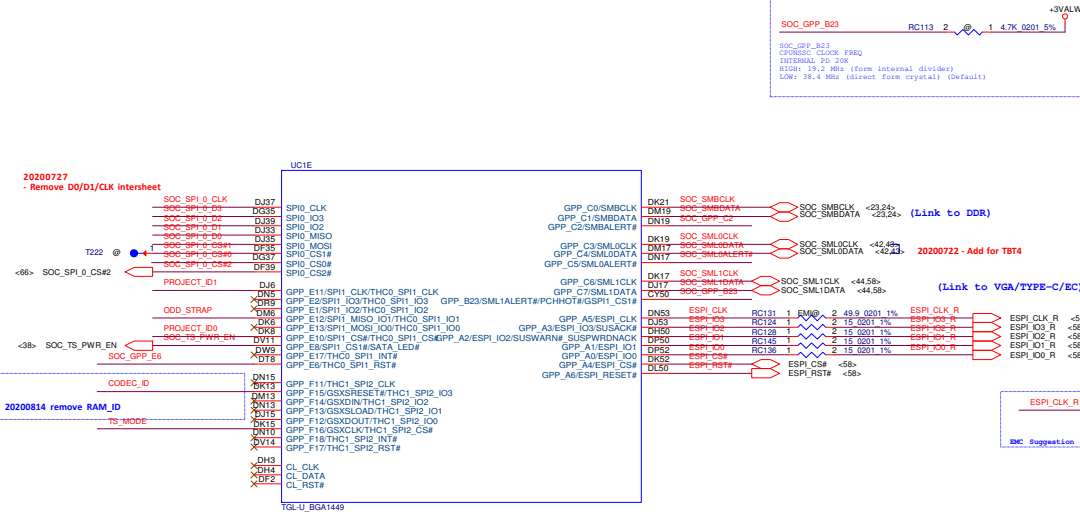 +3VALW
SOC_GPP_B23 RC113 2 @ 1 4.7K_0201_5%
SOC_GPP_B23
CPUNSSC CLOCK FREQ
INTERNAL PD 20K
HIGH: 19.2 MHz (form internal divider)
LOW: 38.4 MHz (direct form crystal) (Default)
20200727
- Remove D0/D1/CLK intersheet
UC1E
SOC_SPI_0_CLK DJ37 SPI0_CLK
SOC_SPI_0_D3 DG35 SPI0_IO3
SOC_SPI_0_D2 DJ39 SPI0_IO2
SOC_SPI_0_D1 DJ33 SPI0_MISO
SOC_SPI_0_D0 DJ35 SPI0_MOSI
T222 @ 1 SOC_SPI_0_CS#1 DF35 SPI0_CS1#
SOC_SPI_0_CS#0 DG37 SPI0_CS0#
<66> SOC_SPI_0_CS#2 SOC_SPI_0_CS#2 DF39 SPI0_CS2#
PROJECT_ID1 DJ6 GPP_E11/SPI1_CLK/THC0_SPI1_CLK
DN5 GPP_E2/SPI1_IO3/THC0_SPI1_IO3
DR9 GPP_E1/SPI1_IO2/THC0_SPI1_IO2
ODD_STRAP DM6 GPP_E12/SPI1_MISO_IO1/THC0_SPI1_IO1
DK6 GPP_E13/SPI1_MOSI_IO0/THC0_SPI1_IO0
PROJECT_ID0 DK8 GPP_E10/SPI1_CS#/THC0_SPI1_CS#
<38> SOC_TS_PWR_EN SOC_TS_PWR_EN DV11 GPP_E8/SPI1_CS1#/SATA_LED#
DW9 GPP_E17/THC0_SPI1_INT#
SOC_GPP_E6 DT8 GPP_E6/THC0_SPI1_RST#
DN15 GPP_F11/THC1_SPI2_CLK
CODEC_ID DK13 GPP_F15/GSXSRESET#/THC1_SPI2_IO3
DM13 GPP_F14/GSXDIN/THC1_SPI2_IO2
20200814 remove RAM_ID
DN13 GPP_F13/GSXSLOAD/THC1_SPI2_IO1
DJ15 GPP_F12/GSXDOUT/THC1_SPI2_IO0
TS_MODE DK15 GPP_F16/GSXCLK/THC1_SPI2_CS#
DN10 GPP_F18/THC1_SPI2_INT#
DV14 GPP_F17/THC1_SPI2_RST#
DH3 CL_CLK
DH4 CL_DATA
DF2 CL_RST#
TGL-U_BGA1449
GPP_C0/SMBCLK DK21 SOC_SMBCLK SOC_SMBCLK <23,24>
GPP_C1/SMBDATA DM19 SOC_SMBDATA SOC_SMBDATA <23,24>
GPP_C2/SMBALERT# DN19 SOC_GPP_C2
(Link to DDR)
GPP_C3/SML0CLK DK19 SOC_SML0CLK SOC_SML0CLK <42,43>
GPP_C4/SML0DATA DM17 SOC_SML0DATA SOC_SML0DATA <42,43>
GPP_C5/SML0ALERT# DN17 SOC_SML0ALERT#
20200722 - Add for TBT4
GPP_C6/SML1CLK DK17 SOC_SML1CLK SOC_SML1CLK <44,58>
GPP_C7/SML1DATA DJ17 SOC_SML1DATA SOC_SML1DATA <44,58>
GPP_B23/SML1ALERT#/PCHHOT#/GSPI1_CS1# CY50 SOC_GPP_B23
(Link to VGA/TYPE-C/EC)
GPP_A5/ESPI_CLK DN53 ESPI_CLK RC131 1 EMI@ 2 49.9_0201_1% ESPI_CLK_R ESPI_CLK_R <5
GPP_A3/ESPI_IO3/SUSACK# DJ53 ESPI_IO3 RC124 1 2 15_0201_1% ESPI_IO3_R ESPI_IO3_R <58
GPP_A2/ESPI_IO2/SUSWARN#_SUSPWRDNACK DH50 ESPI_IO2 RC128 1 2 15_0201_1% ESPI_IO2_R ESPI_IO2_R <58
GPP_A1/ESPI_IO1 DP50 ESPI_IO1 RC145 1 2 15_0201_1% ESPI_IO1_R ESPI_IO1_R <58
GPP_A0/ESPI_IO0 DP52 ESPI_IO0 RC136 1 2 15_0201_1% ESPI_IO0_R ESPI_IO0_R <58
GPP_A4/ESPI_CS# DK52 ESPI_CS# ESPI_CS# <58>
GPP_A6/ESPI_RESET# DL50 ESPI_RST# ESPI_RST# <58>
ESPI_CLK_R
EMC Suggestion